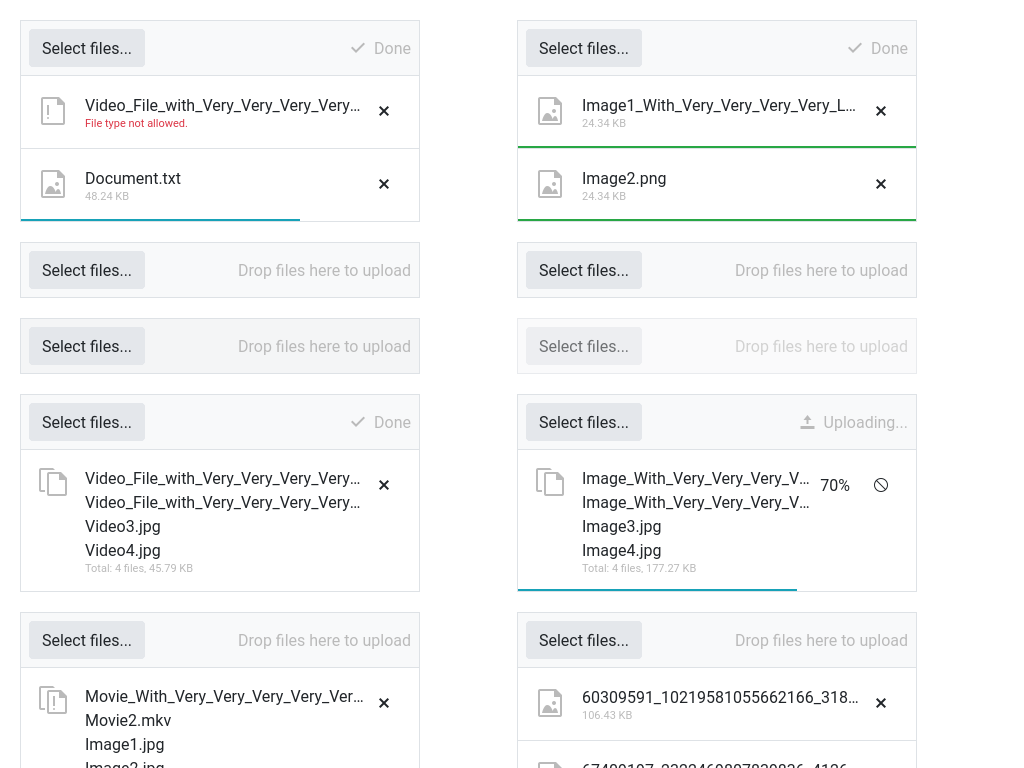 Select files...
Done
Video_File_with_Very_Very_Very_Very...
File type not allowed.
Document.txt
48.24 KB
Select files...
Done
Image1_With_Very_Very_Very_Very_L...
24.34 KB
Image2.png
24.34 KB
Select files...
Drop files here to upload
Select files...
Drop files here to upload
Select files...
Drop files here to upload
Select files...
Drop files here to upload
Select files...
Done
Video_File_with_Very_Very_Very_Very...
Video_File_with_Very_Very_Very_Very...
Video3.jpg
Video4.jpg
Total: 4 files, 45.79 KB
Select files...
Uploading...
Image_With_Very_Very_Very_V...
70%
Image_With_Very_Very_Very_V...
Image3.jpg
Image4.jpg
Total: 4 files, 177.27 KB
Select files...
Drop files here to upload
Movie_With_Very_Very_Very_Very_Ver...
Movie2.mkv
Image1.jpg
Image2.jpg
Select files...
Drop files here to upload
60309591_10219581055662166_318...
106.43 KB